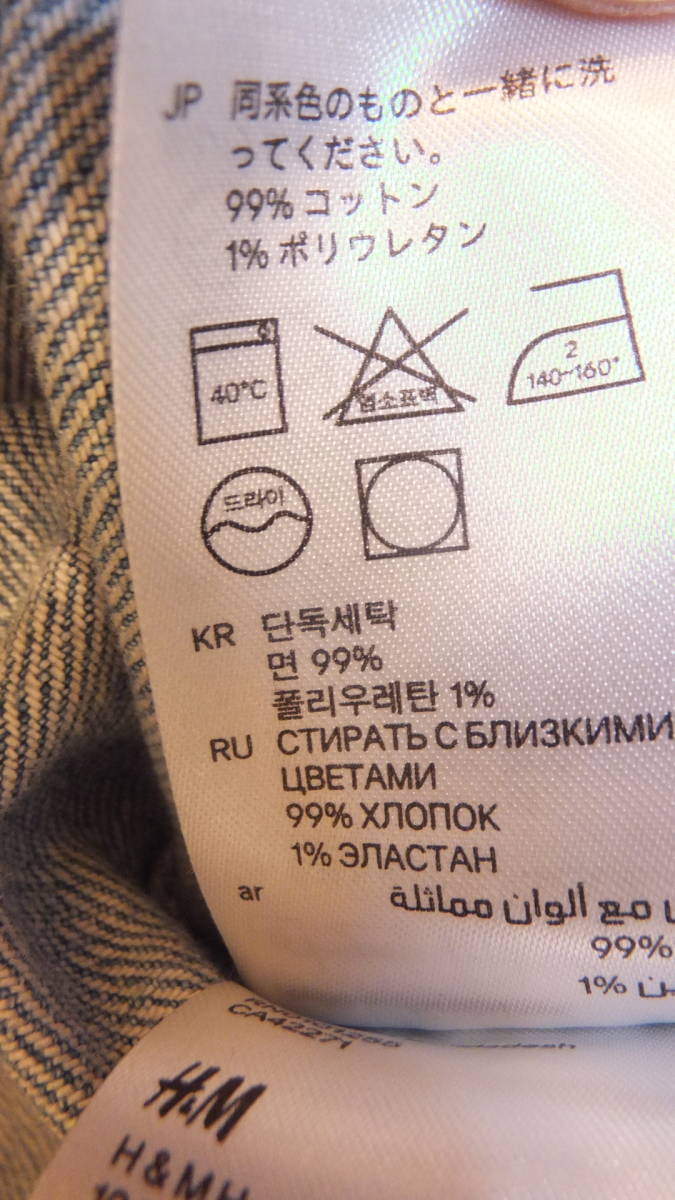 JP 同系色のものと一緒に洗
ってください。
99% コットン
1% ポリウレタン
40°C
염소표백
2
140~160°
드라이
KR 단독세탁
면 99%
폴리우레탄 1%
RU СТИРАТЬ С БЛИЗКИМИ
ЦВЕТАМИ
99% ХЛОПОК
1% ЭЛАСТАН
ar مع ألوان مماثلة
99%
1%
CA42271
H&M
H & M H